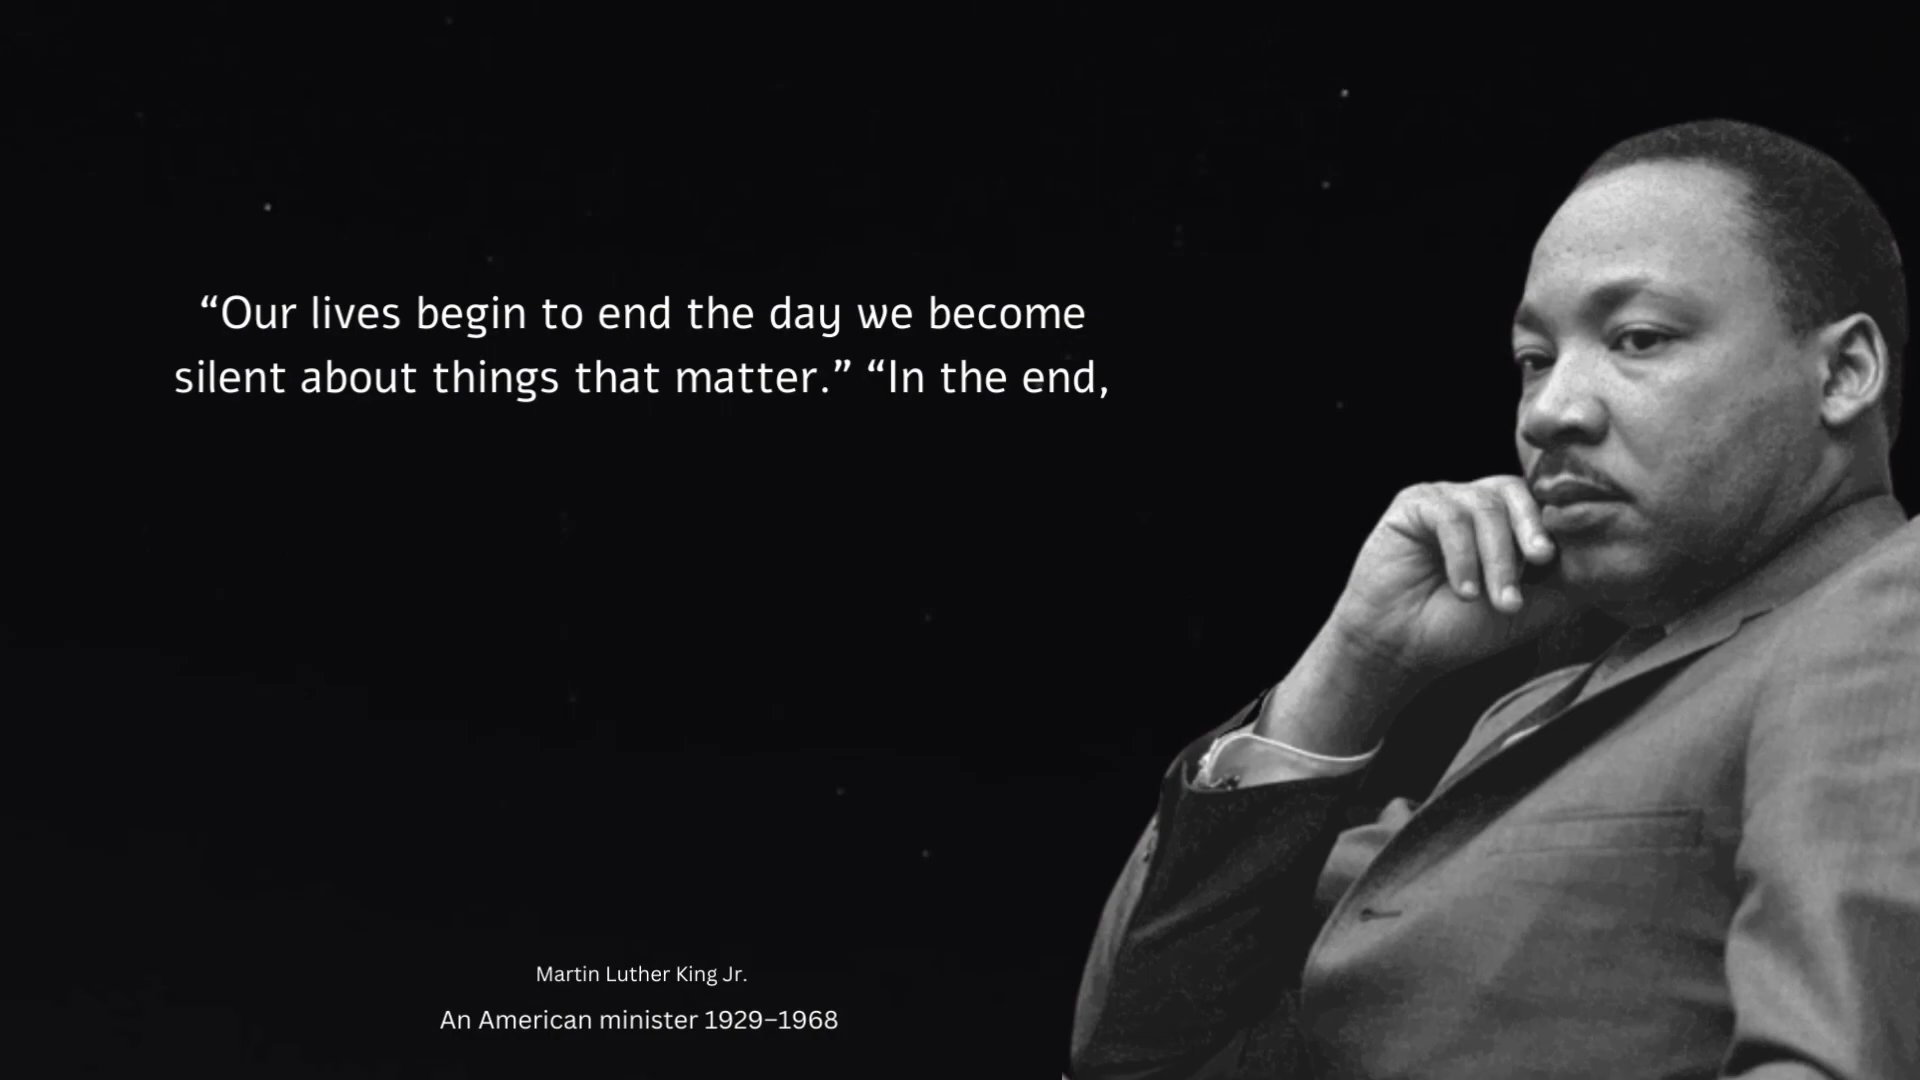 “Our lives begin to end the day we become
silent about things that matter.” “In the end,
Martin Luther King Jr.
An American minister 1929–1968